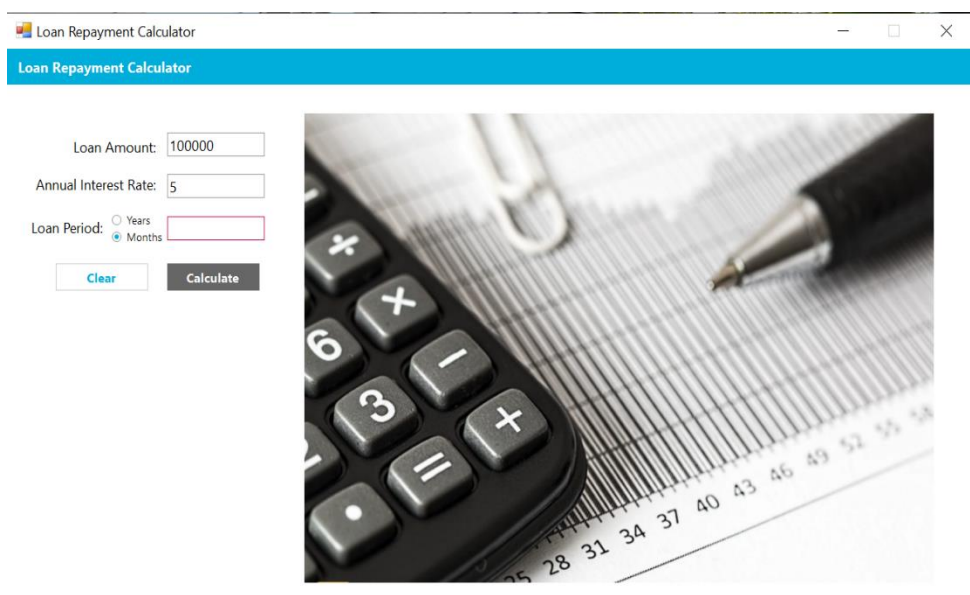 Loan Repayment Calculator
Loan Repayment Calculator
Loan Amount: 100000
Annual Interest Rate: 5
Loan Period: Years
Months
Clear Calculate
÷
×
6 −
3 +
=
28 31 34 37 40 43 46 49 52 55 58